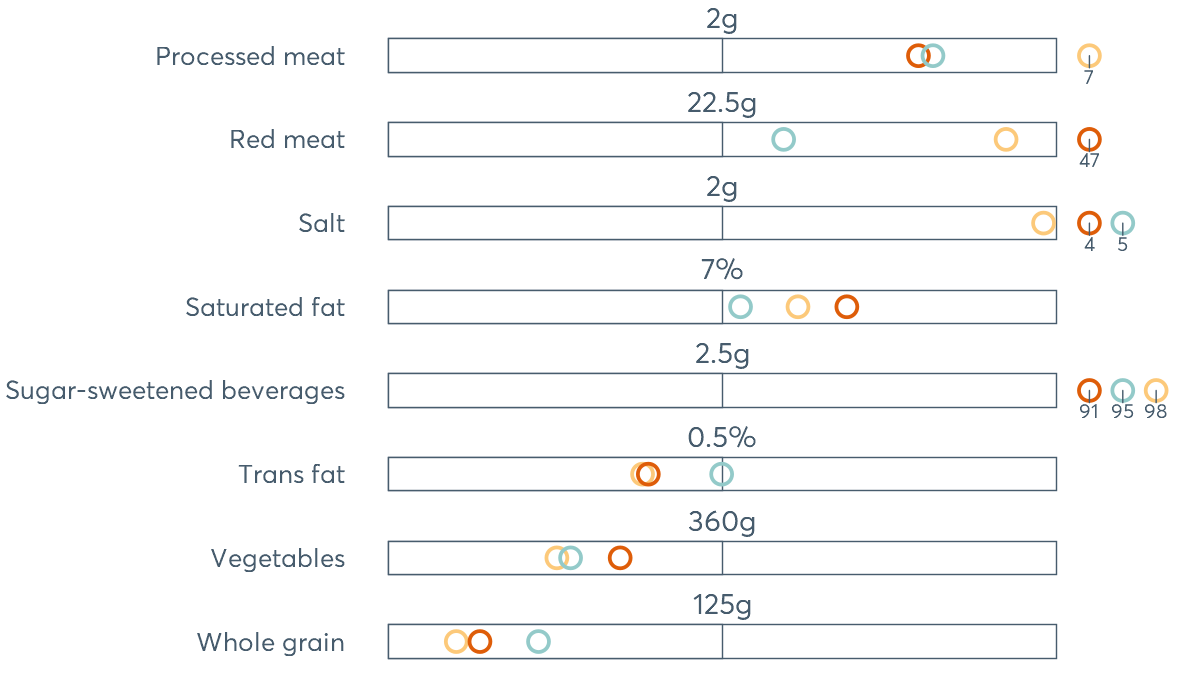 2g
Processed meat
7
22.5g
Red meat
47
2g
Salt
4 5
7%
Saturated fat
2.5g
Sugar-sweetened beverages
91 95 98
0.5%
Trans fat
360g
Vegetables
125g
Whole grain